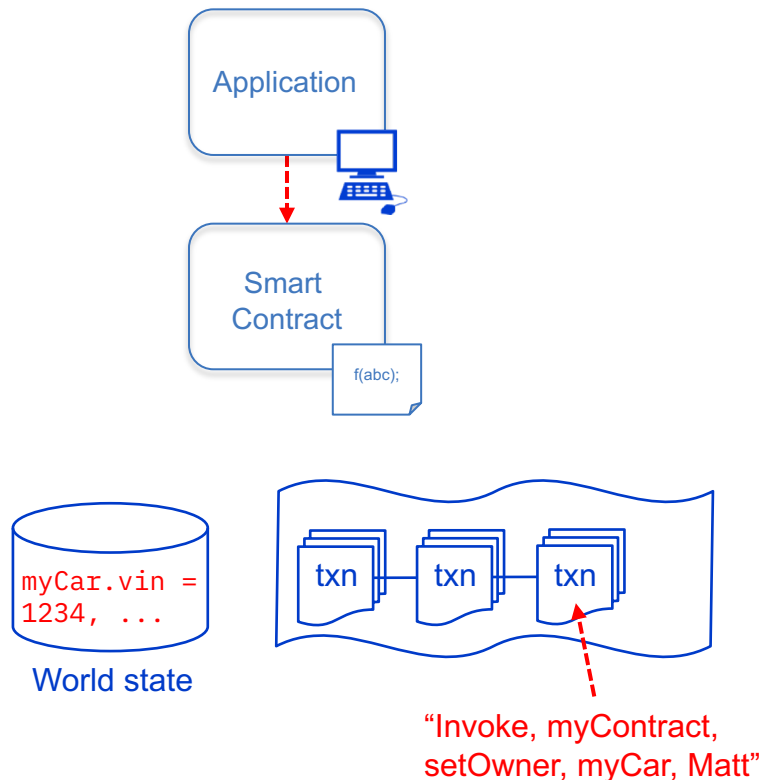 Application
Smart
Contract
f(abc);
myCar.vin =
1234, ...
World state
txn
txn
txn
“Invoke, myContract,
setOwner, myCar, Matt”